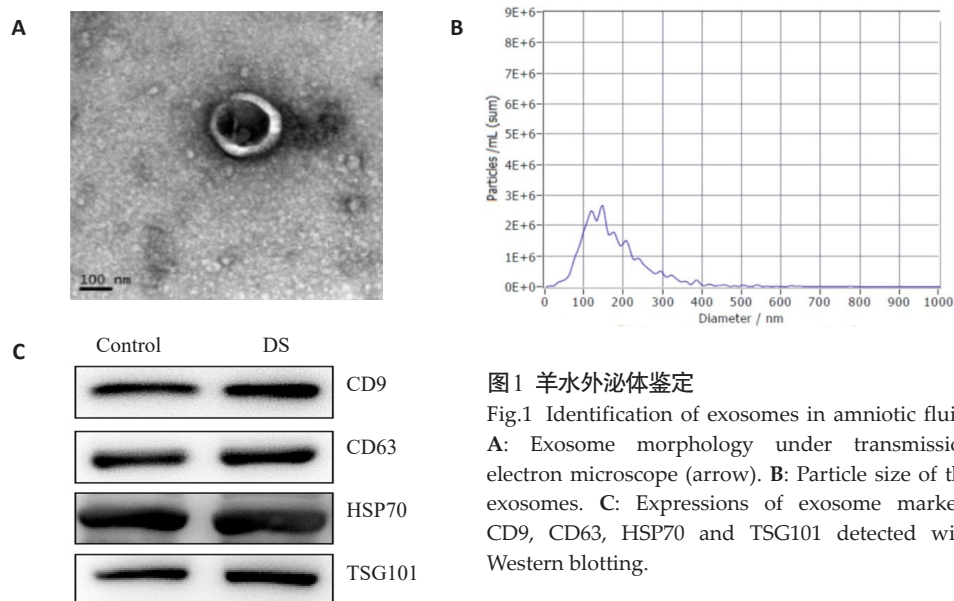 A
100 nm
B
Particles /mL (sum)
9E+6
8E+6
7E+6
6E+6
5E+6
4E+6
3E+6
2E+6
1E+6
0E+0
0 100 200 300 400 500 600 700 800 900 1000
Diameter / nm
C
Control DS
CD9
CD63
HSP70
TSG101
图1 羊水外泌体鉴定
Fig.1 Identification of exosomes in amniotic flui
A: Exosome morphology under transmissio
electron microscope (arrow). B: Particle size of th
exosomes. C: Expressions of exosome marke
CD9, CD63, HSP70 and TSG101 detected wi
Western blotting.